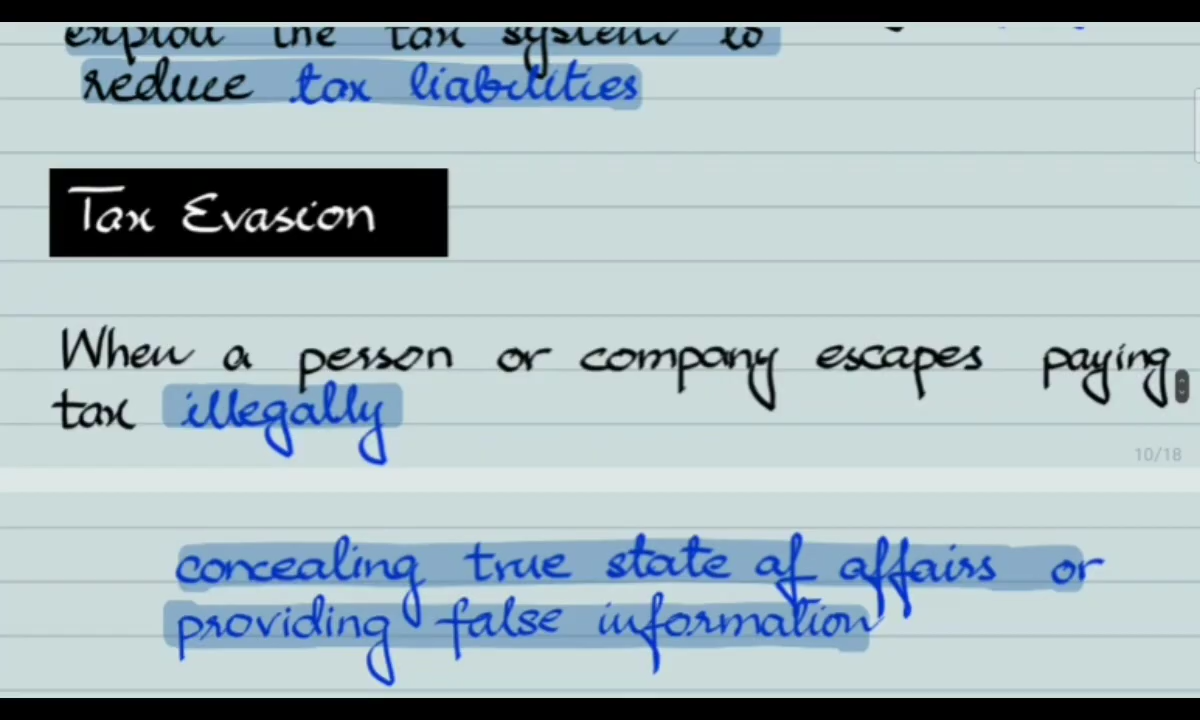 exploit the tax system to
reduce tax liabilities
Tax Evasion
When a person or company escapes paying
tax illegally
10/18
concealing true state of affairs or
providing false information